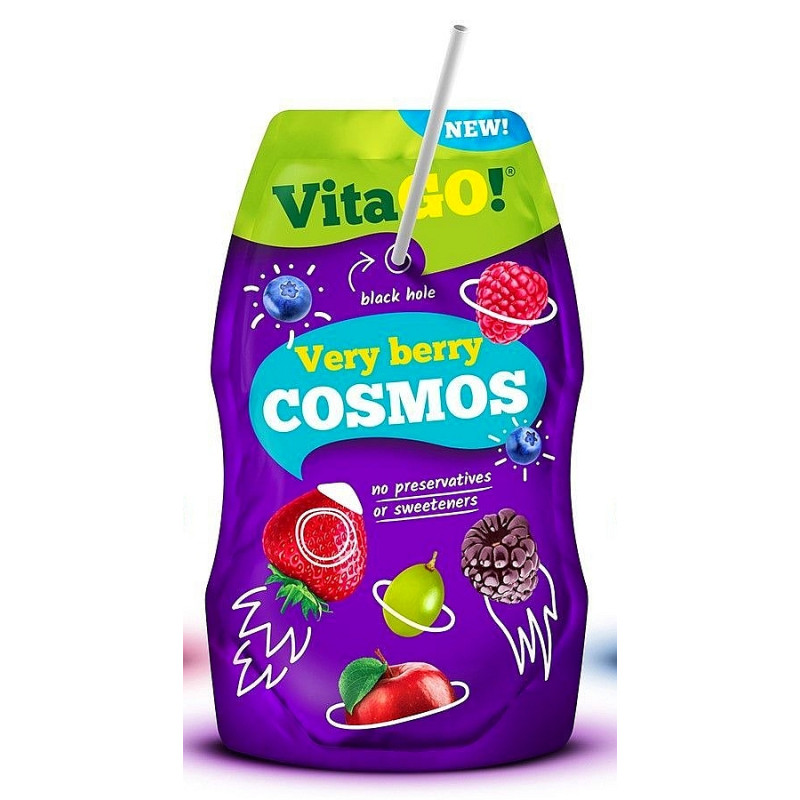 NEW!
VitaGO!®
black hole
Very berry
COSMOS
no preservatives
or sweeteners